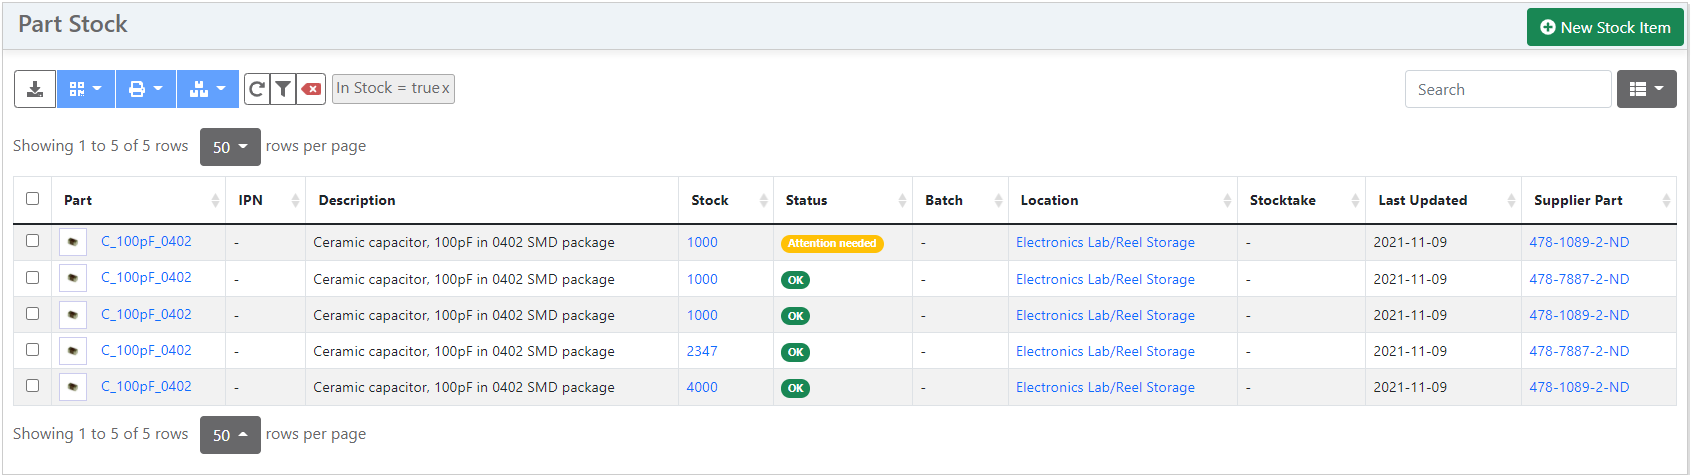 Part Stock
New Stock Item
In Stock = truex
Search
Showing 1 to 5 of 5 rows 50 rows per page
Part IPN Description Stock Status Batch Location Stocktake Last Updated Supplier Part
C_100pF_0402 - Ceramic capacitor, 100pF in 0402 SMD package 1000 Attention needed - Electronics Lab/Reel Storage - 2021-11-09 478-1089-2-ND
C_100pF_0402 - Ceramic capacitor, 100pF in 0402 SMD package 1000 OK - Electronics Lab/Reel Storage - 2021-11-09 478-7887-2-ND
C_100pF_0402 - Ceramic capacitor, 100pF in 0402 SMD package 1000 OK - Electronics Lab/Reel Storage - 2021-11-09 478-1089-2-ND
C_100pF_0402 - Ceramic capacitor, 100pF in 0402 SMD package 2347 OK - Electronics Lab/Reel Storage - 2021-11-09 478-7887-2-ND
C_100pF_0402 - Ceramic capacitor, 100pF in 0402 SMD package 4000 OK - Electronics Lab/Reel Storage - 2021-11-09 478-1089-2-ND
Showing 1 to 5 of 5 rows 50 rows per page